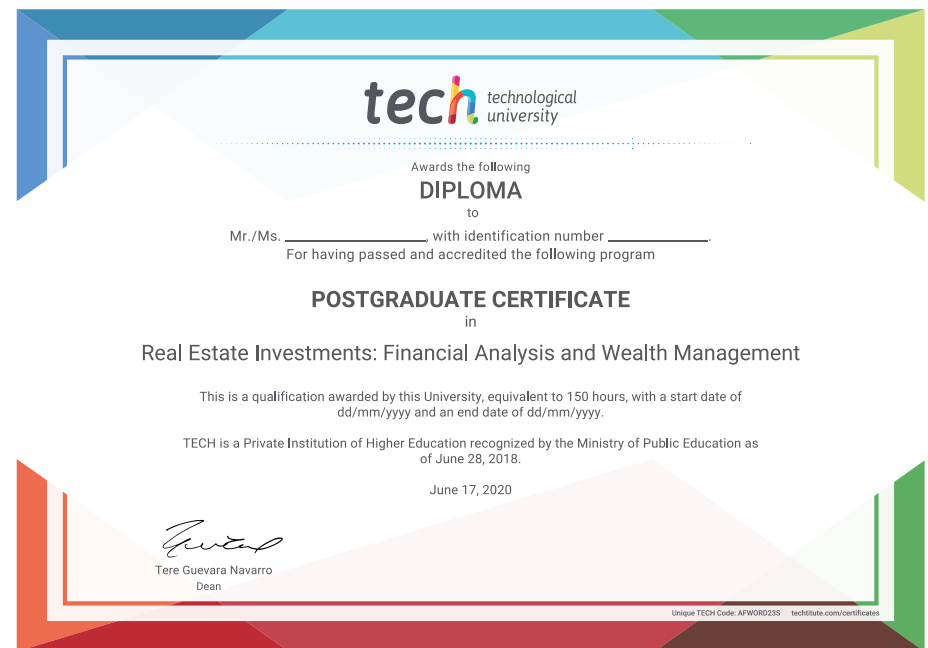 tech technological
university
Awards the following
DIPLOMA
to
Mr./Ms. ____________, with identification number ____________.
For having passed and accredited the following program
POSTGRADUATE CERTIFICATE
in
Real Estate Investments: Financial Analysis and Wealth Management
This is a qualification awarded by this University, equivalent to 150 hours, with a start date of
dd/mm/yyyy and an end date of dd/mm/yyyy.
TECH is a Private Institution of Higher Education recognized by the Ministry of Public Education as
of June 28, 2018.
June 17, 2020
Tere Guevara Navarro
Dean
Unique TECH Code: AFWORD23S techtitute.com/certificates